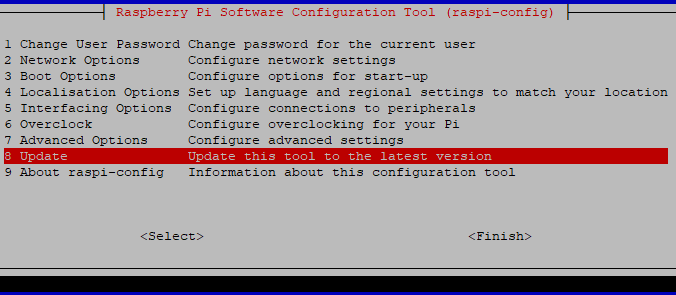 Raspberry Pi Software Configuration Tool (raspi-config)
1 Change User Password Change password for the current user
2 Network Options Configure network settings
3 Boot Options Configure options for start-up
4 Localisation Options Set up language and regional settings to match your location
5 Interfacing Options Configure connections to peripherals
6 Overclock Configure overclocking for your Pi
7 Advanced Options Configure advanced settings
8 Update Update this tool to the latest version
9 About raspi-config Information about this configuration tool
<Select> <Finish>